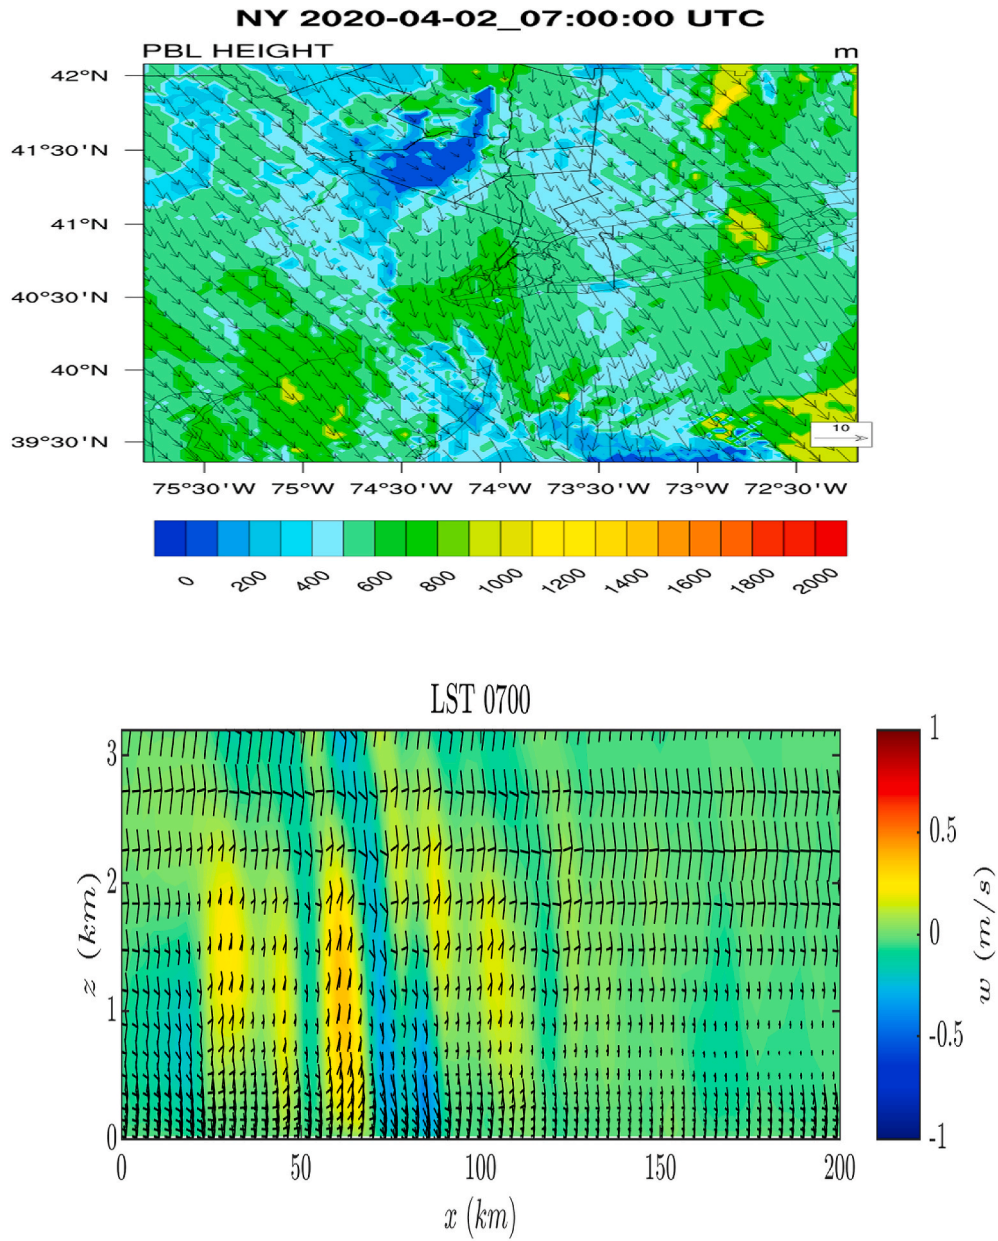 NY 2020-04-02_07:00:00 UTC
PBL HEIGHT m
42°N
41°30'N
41°N
40°30'N
40°N
39°30'N
10
75°30'W 75°W 74°30'W 74°W 73°30'W 73°W 72°30'W
0 200 400 600 800 1000 1200 1400 1600 1800 2000
LST 0700
3
2
1
0
z (km)
0 50 100 150 200
x (km)
1
0.5
0
-0.5
-1
w (m/s)